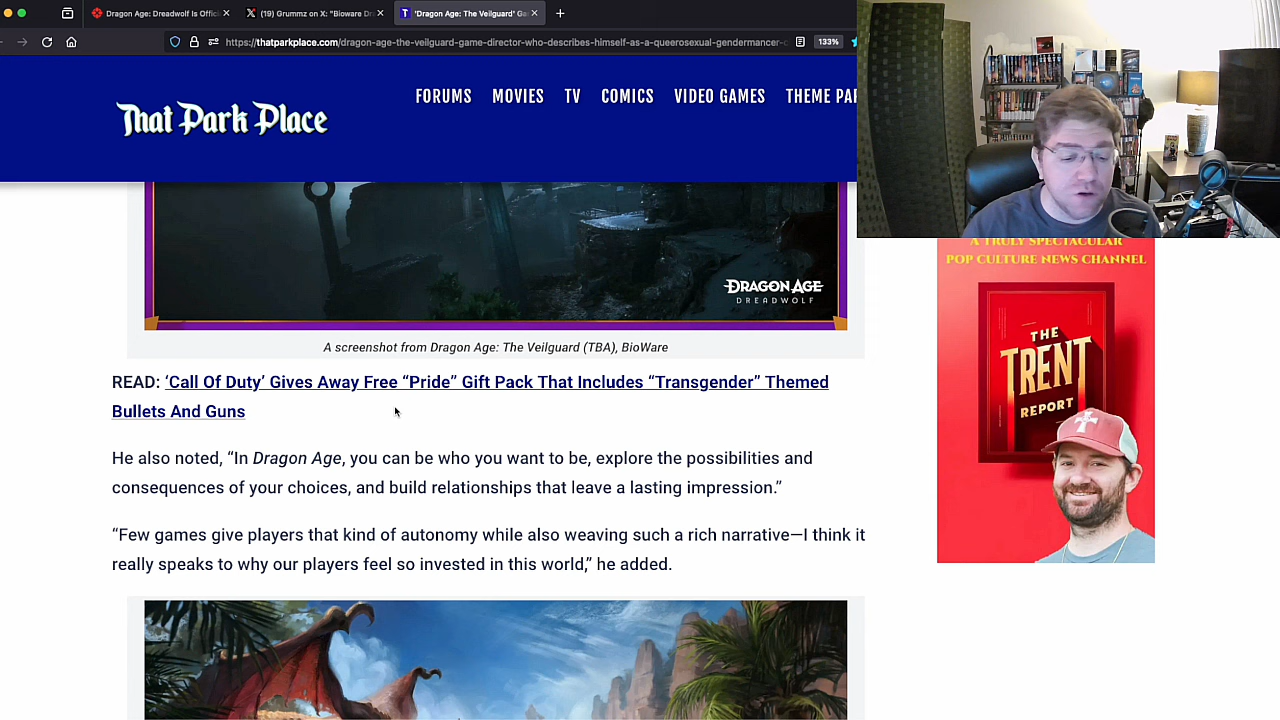 Dragon Age: Dreadwolf Is Offici
(19) Grummz on X: "Bioware Dr
'Dragon Age: The Veilguard' Ga
https://thatparkplace.com/dragon-age-the-veilguard-game-director-who-describes-himself-as-a-queerosexual-gendermancer-c
133%
That Park Place
FORUMS MOVIES TV COMICS VIDEO GAMES THEME PAR
DRAGON AGE
DREADWOLF
A screenshot from Dragon Age: The Veilguard (TBA), BioWare
READ: ‘Call Of Duty’ Gives Away Free “Pride” Gift Pack That Includes “Transgender” Themed
Bullets And Guns
He also noted, “In Dragon Age, you can be who you want to be, explore the possibilities and
consequences of your choices, and build relationships that leave a lasting impression.”
“Few games give players that kind of autonomy while also weaving such a rich narrative—I think it
really speaks to why our players feel so invested in this world,” he added.
A TRULY SPECTACULAR
POP CULTURE NEWS CHANNEL
THE
TRENT
REPORT